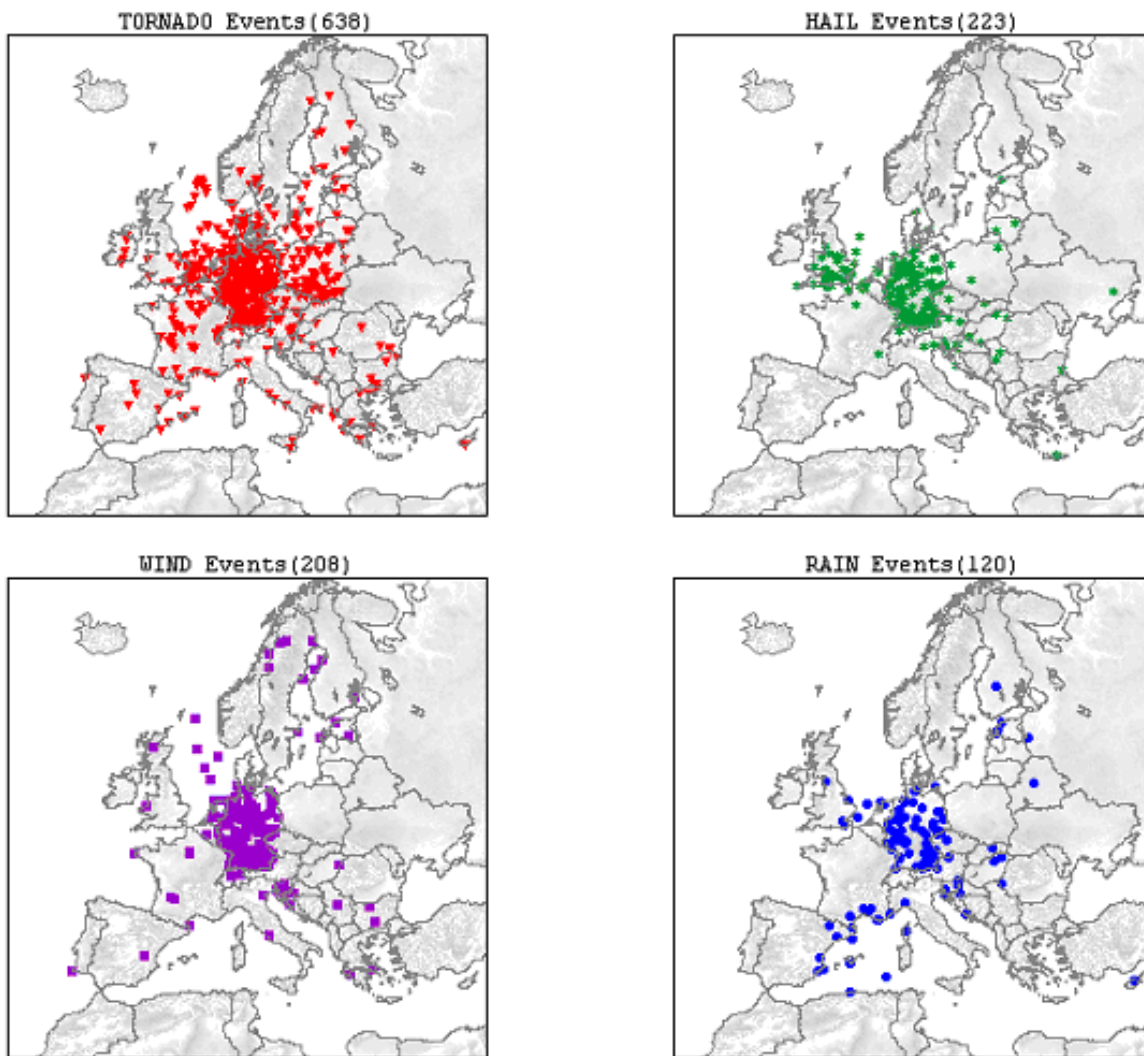 TORNADO Events(638)
HAIL Events(223)
WIND Events(208)
RAIN Events(120)